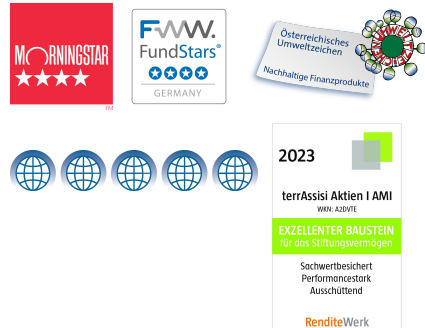 MORNINGSTAR
TM
FWW.
FundStars®
GERMANY
Österreichisches
Umweltzeichen
Nachhaltige Finanzprodukte
UMWELTZEICHEN
2023
terrAssisi Aktien I AMI
WKN: A2DVTE
EXZELLENTER BAUSTEIN
für das Stiftungsvermögen
Sachwertbesichert
Performancestark
Ausschüttend
RenditeWerk